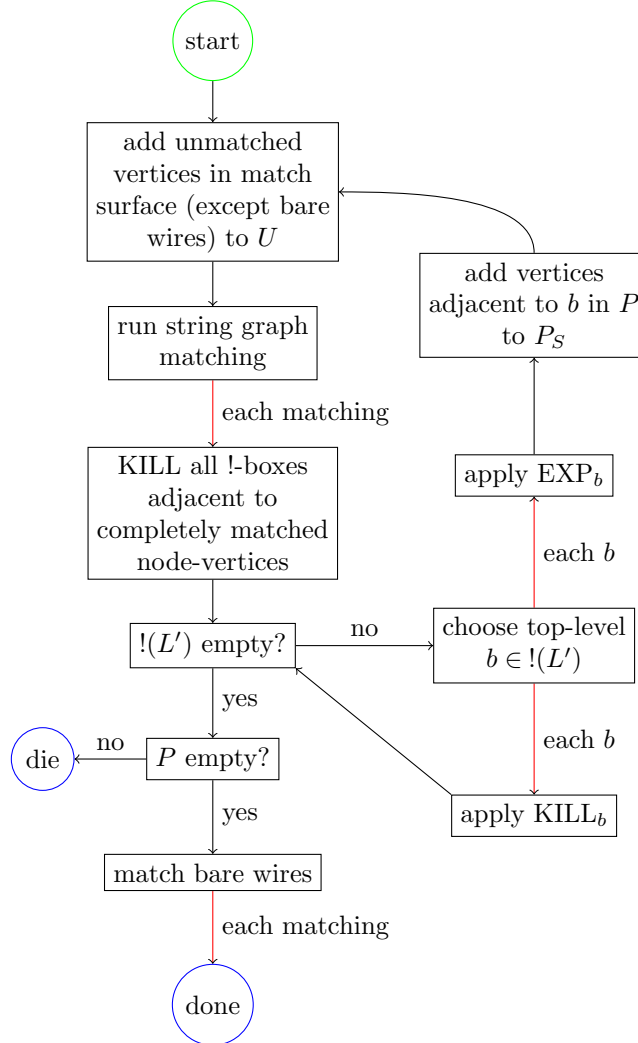 start
add unmatched
vertices in match
surface (except bare
wires) to U
add vertices
adjacent to b in P
to P_S
run string graph
matching
each matching
KILL all !-boxes
adjacent to
completely matched
node-vertices
apply EXP_b
each b
!(L′) empty?
no
choose top-level
b ∈ !(L′)
yes
each b
die
no
P empty?
apply KILL_b
yes
match bare wires
each matching
done